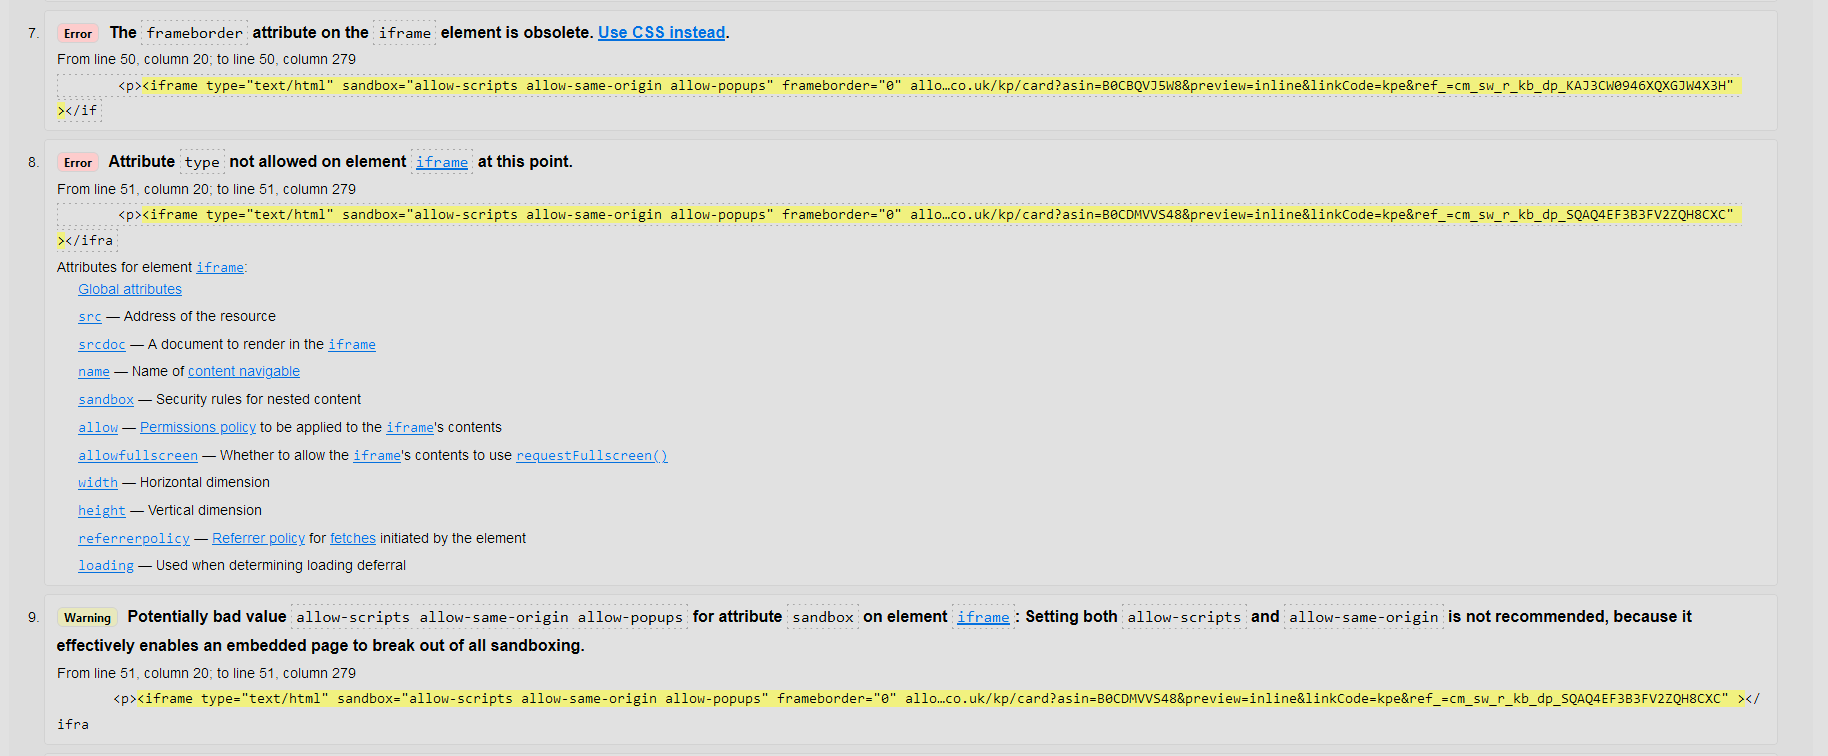 7. Error The frameborder attribute on the iframe element is obsolete. Use CSS instead.
From line 50, column 20; to line 50, column 279
<p><iframe type="text/html" sandbox="allow-scripts allow-same-origin allow-popups" frameborder="0" allo…co.uk/kp/card?asin=B0CBQVJ5W8&preview=inline&linkCode=kpe&ref_=cm_sw_r_kb_dp_KAJ3CW0946XQXGJW4X3H"
></if
8. Error Attribute type not allowed on element iframe at this point.
From line 51, column 20; to line 51, column 279
<p><iframe type="text/html" sandbox="allow-scripts allow-same-origin allow-popups" frameborder="0" allo…co.uk/kp/card?asin=B0CDMVVS48&preview=inline&linkCode=kpe&ref_=cm_sw_r_kb_dp_SQAQ4EF3B3FV2ZQH8CXC"
></ifra
Attributes for element iframe:
Global attributes
src — Address of the resource
srcdoc — A document to render in the iframe
name — Name of content navigable
sandbox — Security rules for nested content
allow — Permissions policy to be applied to the iframe's contents
allowfullscreen — Whether to allow the iframe's contents to use requestFullscreen()
width — Horizontal dimension
height — Vertical dimension
referrerpolicy — Referrer policy for fetches initiated by the element
loading — Used when determining loading deferral
9. Warning Potentially bad value allow-scripts allow-same-origin allow-popups for attribute sandbox on element iframe: Setting both allow-scripts and allow-same-origin is not recommended, because it
effectively enables an embedded page to break out of all sandboxing.
From line 51, column 20; to line 51, column 279
<p><iframe type="text/html" sandbox="allow-scripts allow-same-origin allow-popups" frameborder="0" allo…co.uk/kp/card?asin=B0CDMVVS48&preview=inline&linkCode=kpe&ref_=cm_sw_r_kb_dp_SQAQ4EF3B3FV2ZQH8CXC" ></
ifra